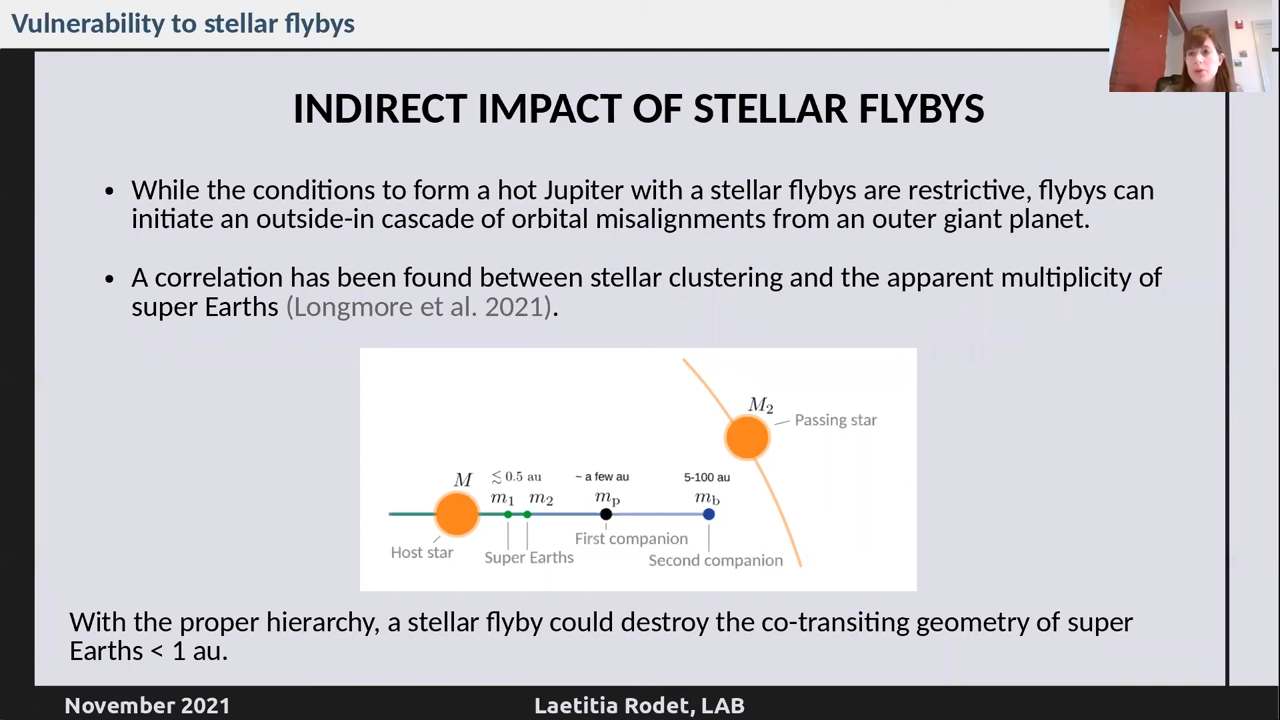 Vulnerability to stellar flybys
INDIRECT IMPACT OF STELLAR FLYBYS
• While the conditions to form a hot Jupiter with a stellar flybys are restrictive, flybys can
initiate an outside-in cascade of orbital misalignments from an outer giant planet.
• A correlation has been found between stellar clustering and the apparent multiplicity of
super Earths (Longmore et al. 2021).
M₂
Passing star
M ≲ 0.5 au ~ a few au 5-100 au
m₁ m₂ mₚ m_b
Host star Super Earths First companion Second companion
With the proper hierarchy, a stellar flyby could destroy the co-transiting geometry of super
Earths < 1 au.
November 2021 Laetitia Rodet, LAB